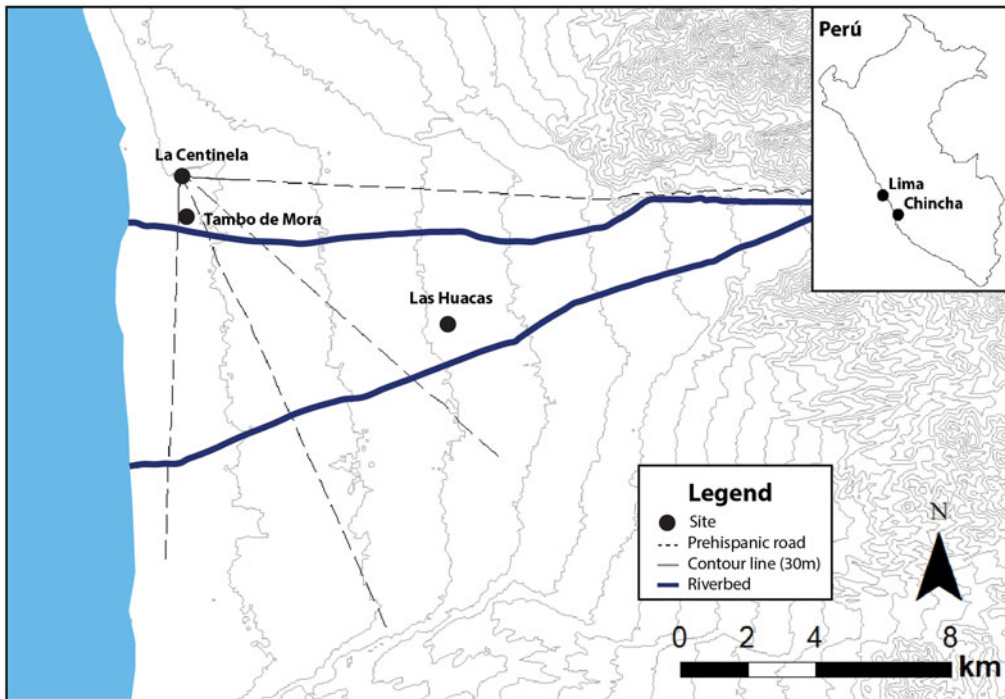 Perú
Lima
Chincha
La Centinela
Tambo de Mora
Las Huacas
Legend
Site
Prehispanic road
Contour line (30m)
Riverbed
N
0 2 4 8
km